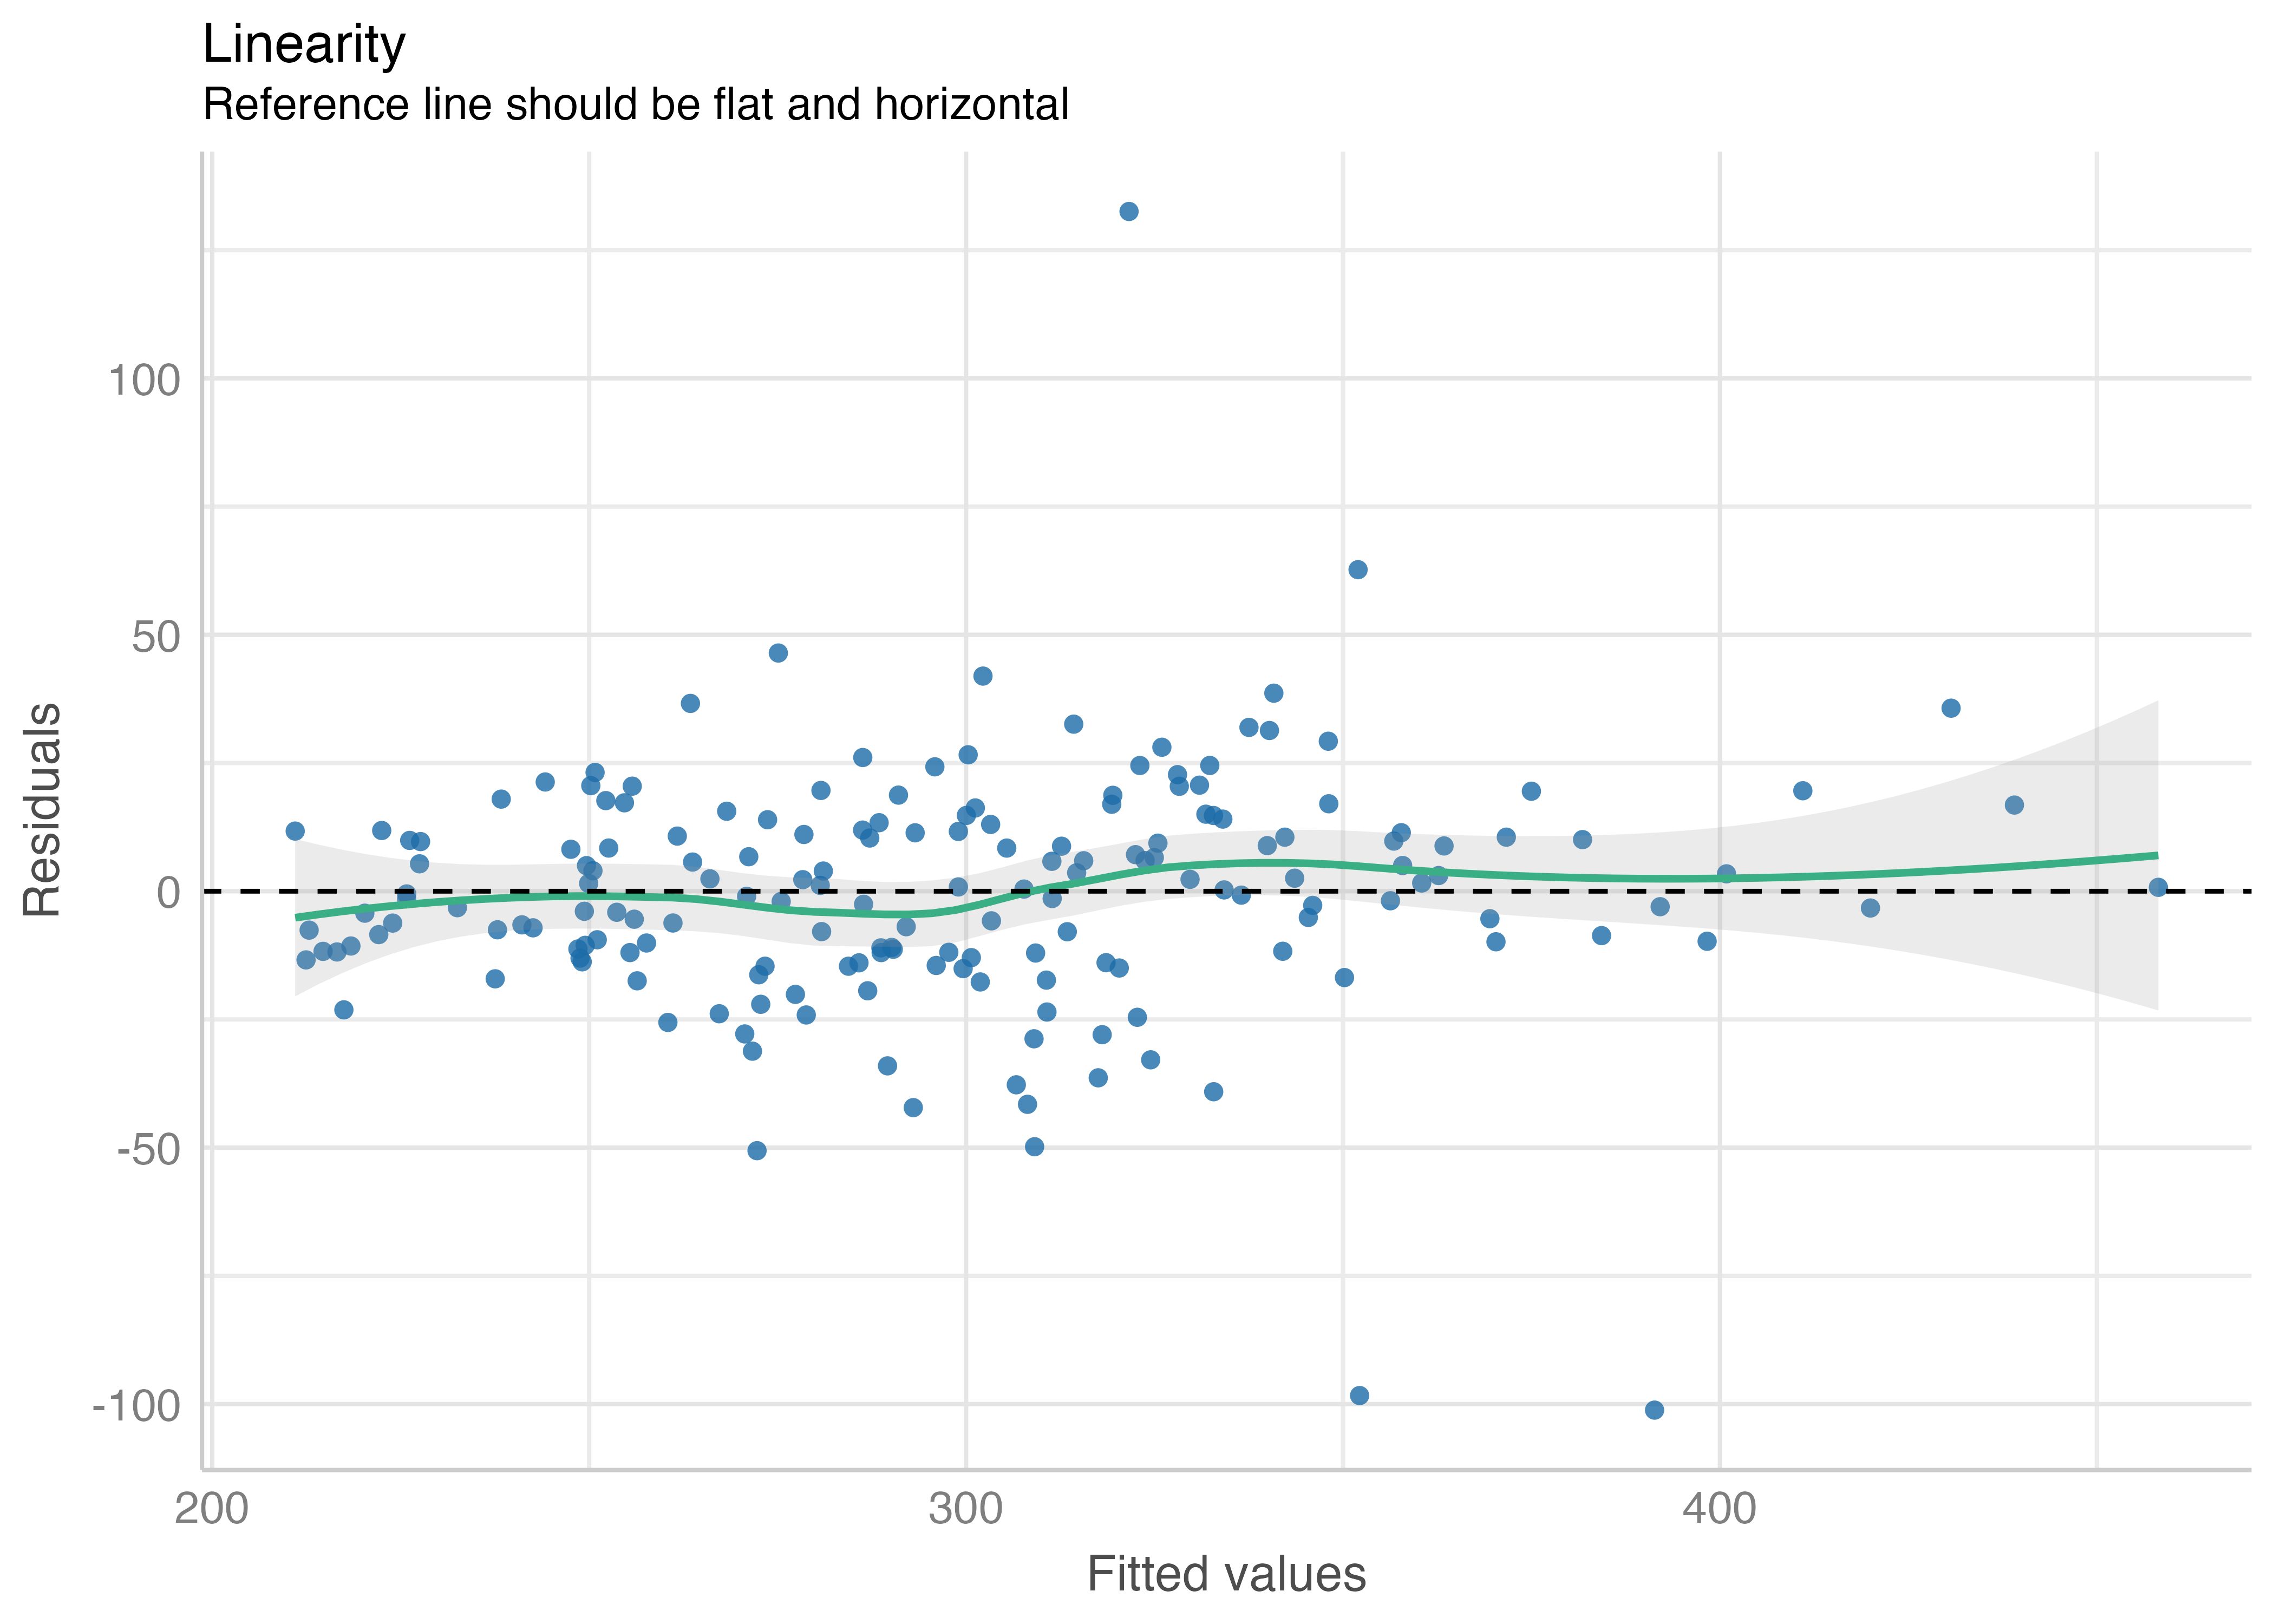 Linearity
Reference line should be flat and horizontal
Residuals
100
50
0
-50
-100
200
300
400
Fitted values